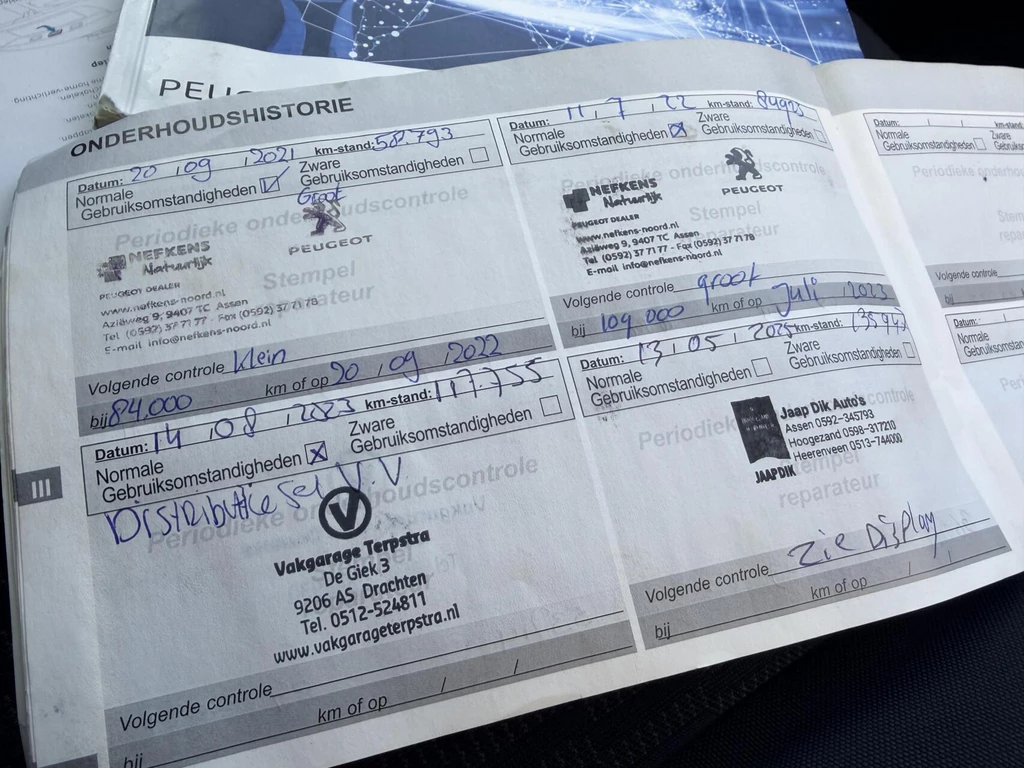 PEU
ONDERHOUDSHISTORIE
Datum: 20 / 09 / 2021 km-stand: 58.793
Normale Gebruiksomstandigheden
Zware Gebruiksomstandigheden
Groot
Periodieke onderhoudscontrole
NEFKENS
Natuurlijk
PEUGEOT
Stempel
reparateur
PEUGEOT DEALER
www.nefkens-noord.nl
Aziëweg 9, 9407 TC Assen
Tel (0592) 37 71 77 - Fax (0592) 37 71 78
E-mail info@nefkens-noord.nl
Volgende controle klein
bij 84.000 km of op 20 / 09 / 2022
Datum: 11 / 7 / 22 km-stand: 84923
Normale Gebruiksomstandigheden
Zware Gebruiksomstandigheden
Periodieke onderhoudscontrole
NEFKENS
Natuurlijk
PEUGEOT
Stempel
reparateur
PEUGEOT DEALER
www.nefkens-noord.nl
Aziëweg 9, 9407 TC Assen
Tel (0592) 37 71 77 - Fax (0592) 37 71 78
E-mail info@nefkens-noord.nl
Volgende controle groot
bij 104 000 km of op Juli 2023
Datum: 14 / 08 / 2023 km-stand: 117.755
Normale Gebruiksomstandigheden
Zware Gebruiksomstandigheden
Distributie Set V.V
Periodieke onderhoudscontrole
Vakgarage Terpstra
De Giek 3
9206 AS Drachten
Tel. 0512-524811
www.vakgarageterpstra.nl
Volgende controle
bij km of op / /
Datum: 13 / 05 / 2025 km-stand:
Normale Gebruiksomstandigheden
Zware Gebruiksomstandigheden
Jaap Dik Auto's
Assen 0592-345793
Hoogezand 0598-317210
Heerenveen 0513-744000
JAAPDIK
Stempel
reparateur
Volgende controle zie Display
bij km of op / /
III
Datum: / / km-stand
Normale Gebruiksomstandigheden
Zware
Volgende controle
bij
Datum: / /
Normale